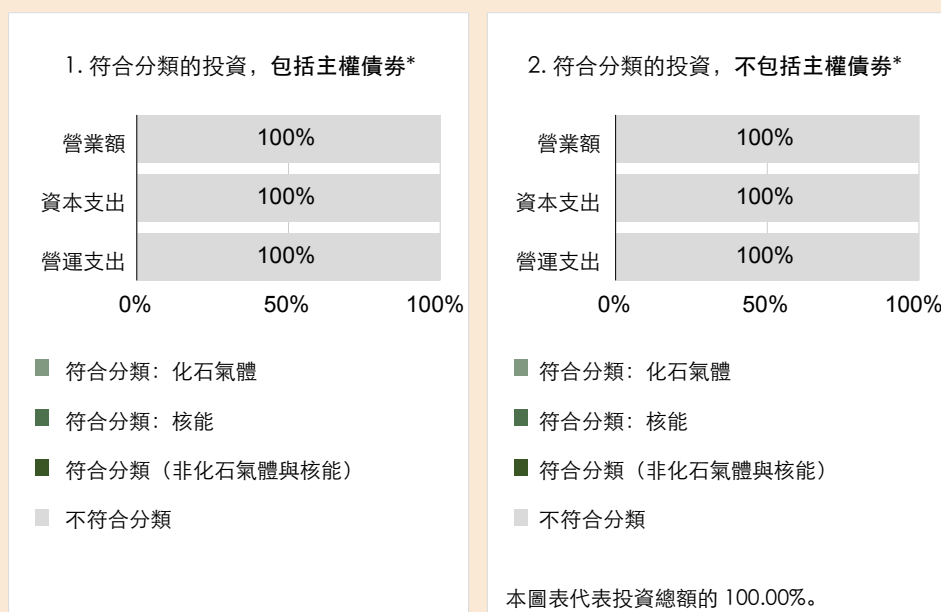 1. 符合分類的投資，包括主權債券*
營業額 100%
資本支出 100%
營運支出 100%
0% 50% 100%
符合分類：化石氣體
符合分類：核能
符合分類（非化石氣體與核能）
不符合分類
2. 符合分類的投資，不包括主權債券*
營業額 100%
資本支出 100%
營運支出 100%
0% 50% 100%
符合分類：化石氣體
符合分類：核能
符合分類（非化石氣體與核能）
不符合分類
本圖表代表投資總額的 100.00%。